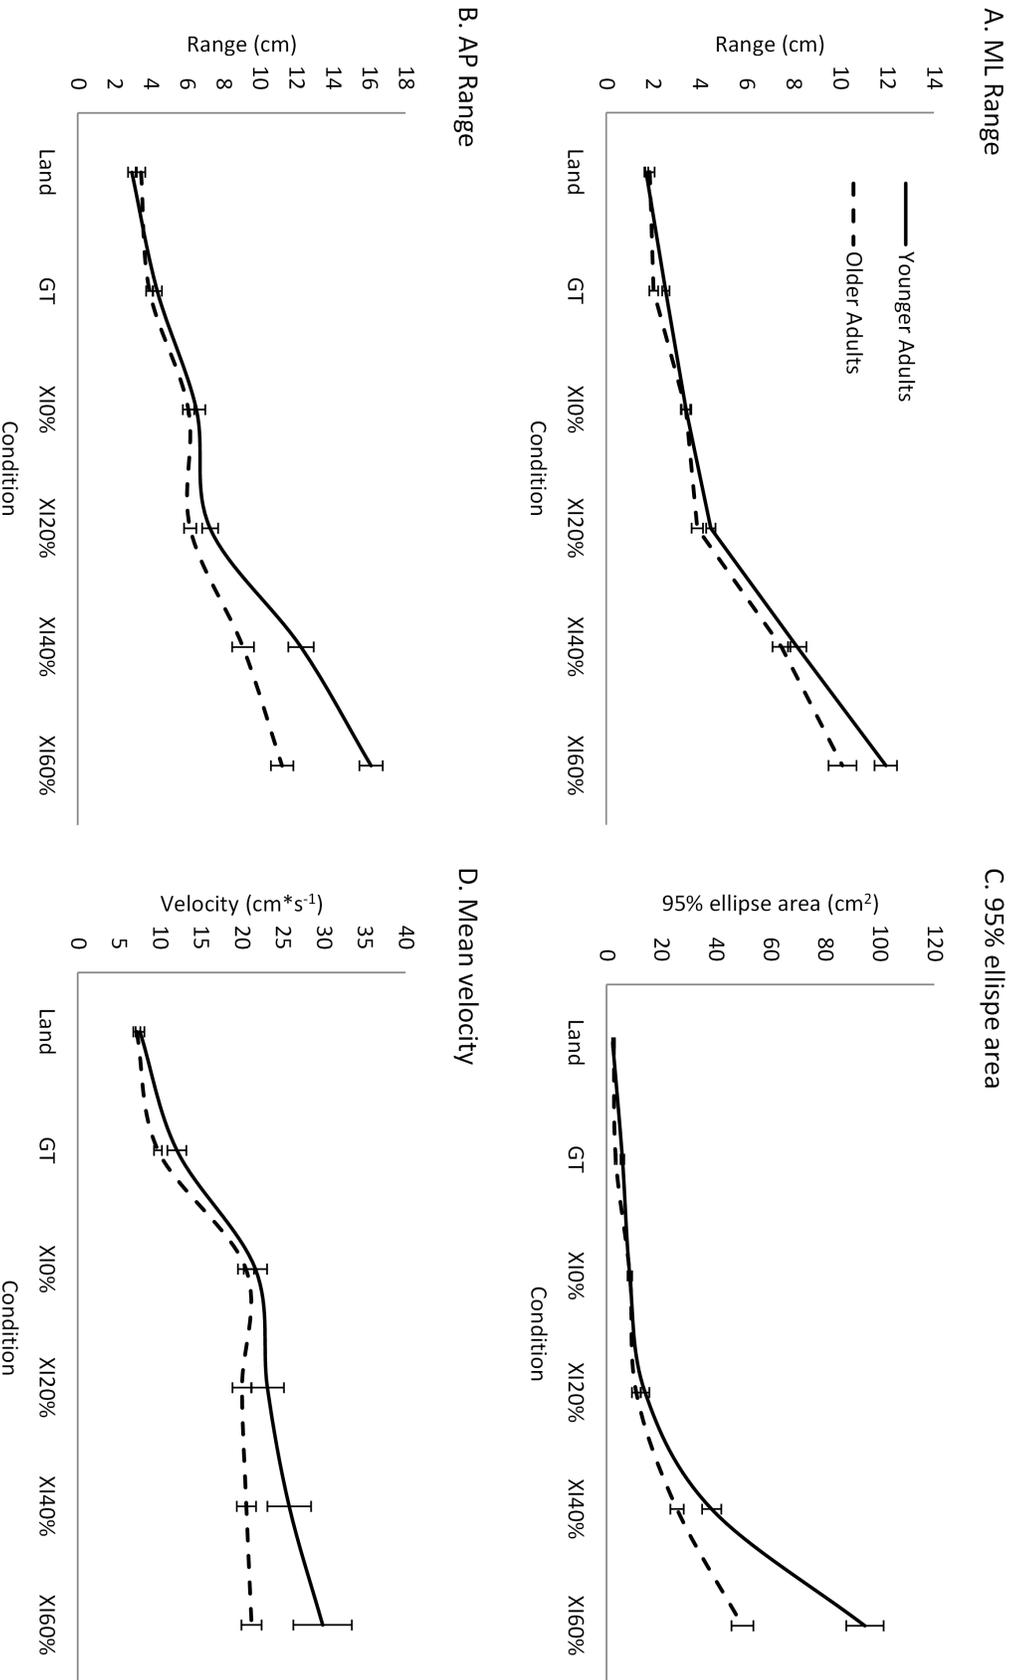 A. ML Range
Range (cm)
14
12
10
8
6
4
2
0
Younger Adults
Older Adults
Land
GT
XI0%
XI20%
XI40%
XI60%
Condition
C. 95% ellispe area
95% ellipse area (cm²)
120
100
80
60
40
20
0
Land
GT
XI0%
XI20%
XI40%
XI60%
Condition
B. AP Range
Range (cm)
18
16
14
12
10
8
6
4
2
0
Land
GT
XI0%
XI20%
XI40%
XI60%
Condition
D. Mean velocity
Velocity (cm*s⁻¹)
40
35
30
25
20
15
10
5
0
Land
GT
XI0%
XI20%
XI40%
XI60%
Condition